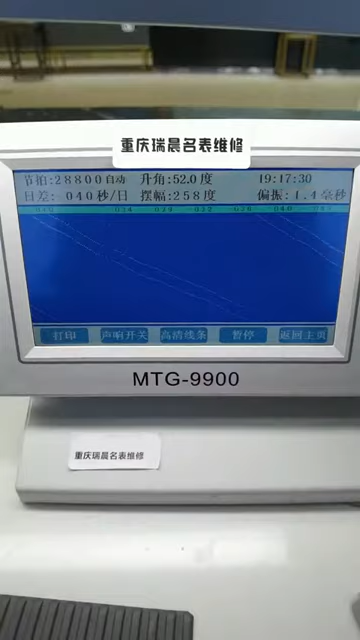 重庆瑞晨名表维修
节拍:28800自动 升角:52.0度 19:17:30
日差:-040秒/日 摆幅:258度 偏振:1.4毫秒
打印 声响开关 高清线条 暂停 返回主页
MTG-9900
重庆瑞晨名表维修